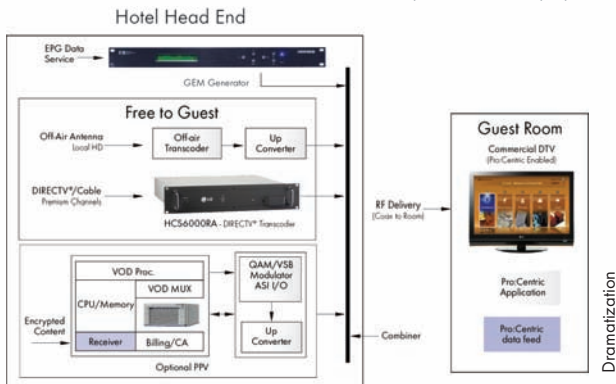 Hotel Head End
EPG Data
Service
GEM Generator
Free to Guest
Off-Air Antenna
Local HD
Off-air
Transcoder
Up
Converter
DIRECTV®/Cable
Premium Channels
HCS6000RA - DIRECTV® Transcoder
VOD Proc.
VOD MUX
CPU/Memory
Encrypted
Content
Receiver
Billing/CA
QAM/VSB
Modulator
ASI I/O
Up
Converter
Optional PPV
Combiner
RF Delivery
(Coax to Room)
Guest Room
Commercial DTV
(Pro:Centric Enabled)
Pro:Centric
Application
Pro:Centric
data feed
Dramatization